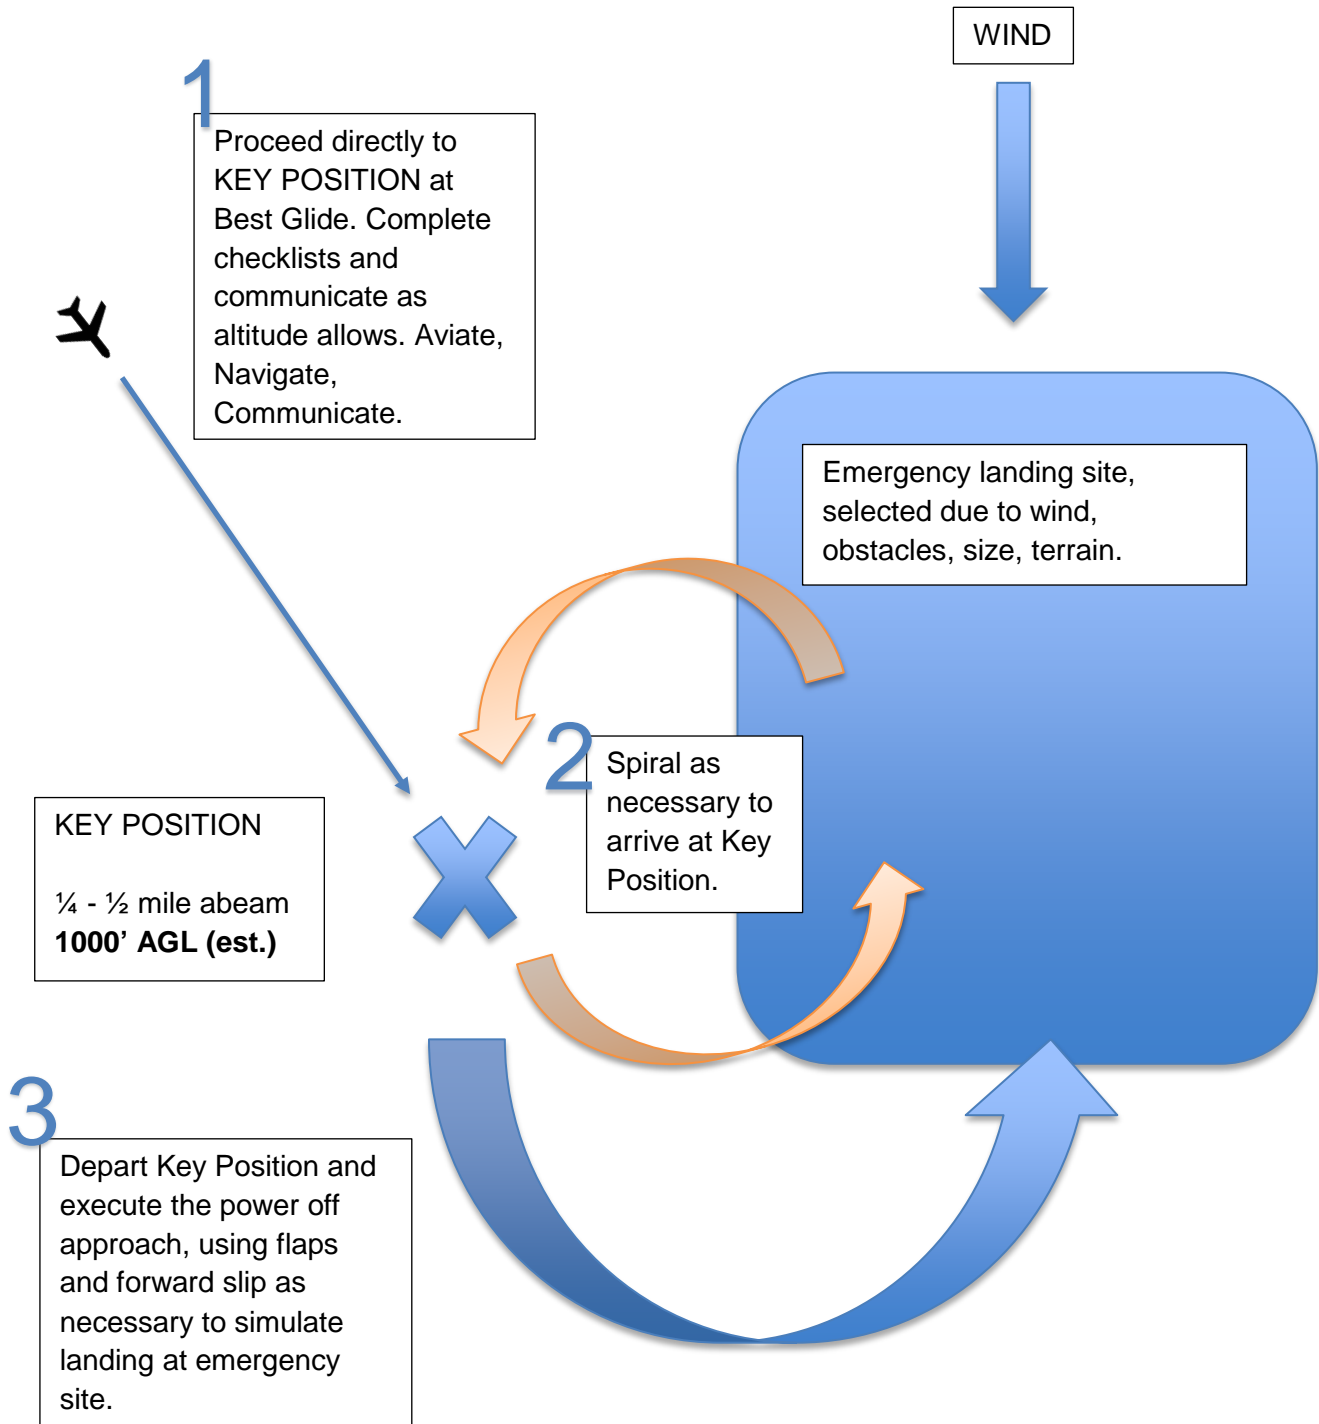 WIND
1
Proceed directly to
KEY POSITION at
Best Glide. Complete
checklists and
communicate as
altitude allows. Aviate,
Navigate,
Communicate.
Emergency landing site,
selected due to wind,
obstacles, size, terrain.
2
Spiral as
necessary to
arrive at Key
Position.
KEY POSITION
¼ - ½ mile abeam
1000’ AGL (est.)
3
Depart Key Position and
execute the power off
approach, using flaps
and forward slip as
necessary to simulate
landing at emergency
site.